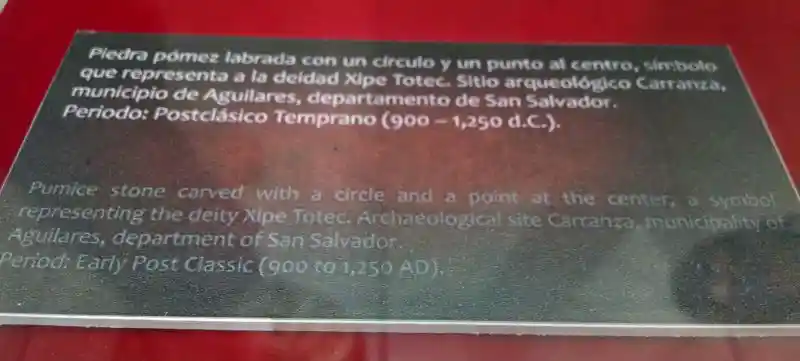 Piedra pómez labrada con un círculo y un punto al centro, símbolo
que representa a la deidad Xipe Totec. Sitio arqueológico Carranza,
municipio de Aguilares, departamento de San Salvador.
Periodo: Postclásico Temprano (900 – 1,250 d.C.).
Pumice stone carved with a circle and a point at the center, a symbol
representing the deity Xipe Totec. Archaeological site Carranza, municipality of
Aguilares, department of San Salvador.
Period: Early Post Classic (900 to 1,250 AD).